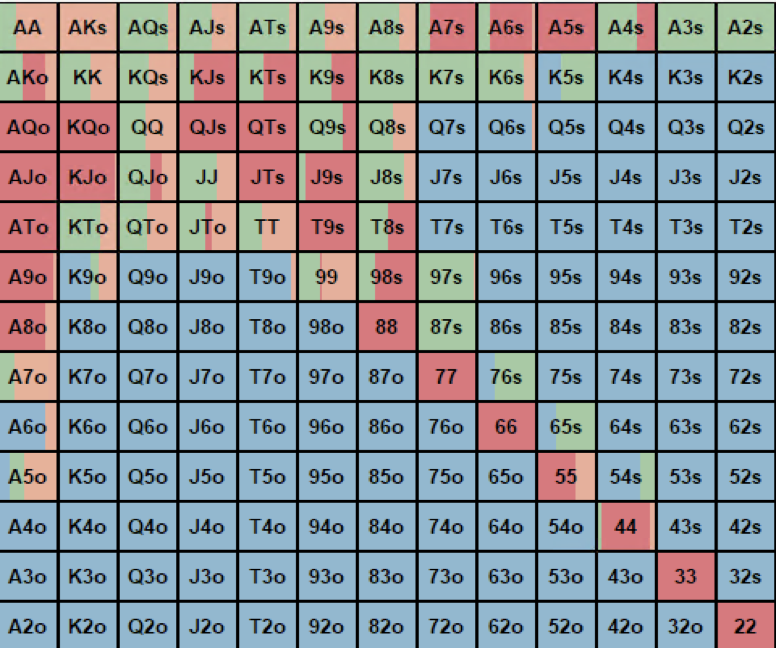 AA AKs AQs AJs ATs A9s A8s A7s A6s A5s A4s A3s A2s
AKo KK KQs KJs KTs K9s K8s K7s K6s K5s K4s K3s K2s
AQo KQo QQ QJs QTs Q9s Q8s Q7s Q6s Q5s Q4s Q3s Q2s
AJo KJo QJo JJ JTs J9s J8s J7s J6s J5s J4s J3s J2s
ATo KTo QTo JTo TT T9s T8s T7s T6s T5s T4s T3s T2s
A9o K9o Q9o J9o T9o 99 98s 97s 96s 95s 94s 93s 92s
A8o K8o Q8o J8o T8o 98o 88 87s 86s 85s 84s 83s 82s
A7o K7o Q7o J7o T7o 97o 87o 77 76s 75s 74s 73s 72s
A6o K6o Q6o J6o T6o 96o 86o 76o 66 65s 64s 63s 62s
A5o K5o Q5o J5o T5o 95o 85o 75o 65o 55 54s 53s 52s
A4o K4o Q4o J4o T4o 94o 84o 74o 64o 54o 44 43s 42s
A3o K3o Q3o J3o T3o 93o 83o 73o 63o 53o 43o 33 32s
A2o K2o Q2o J2o T2o 92o 82o 72o 62o 52o 42o 32o 22